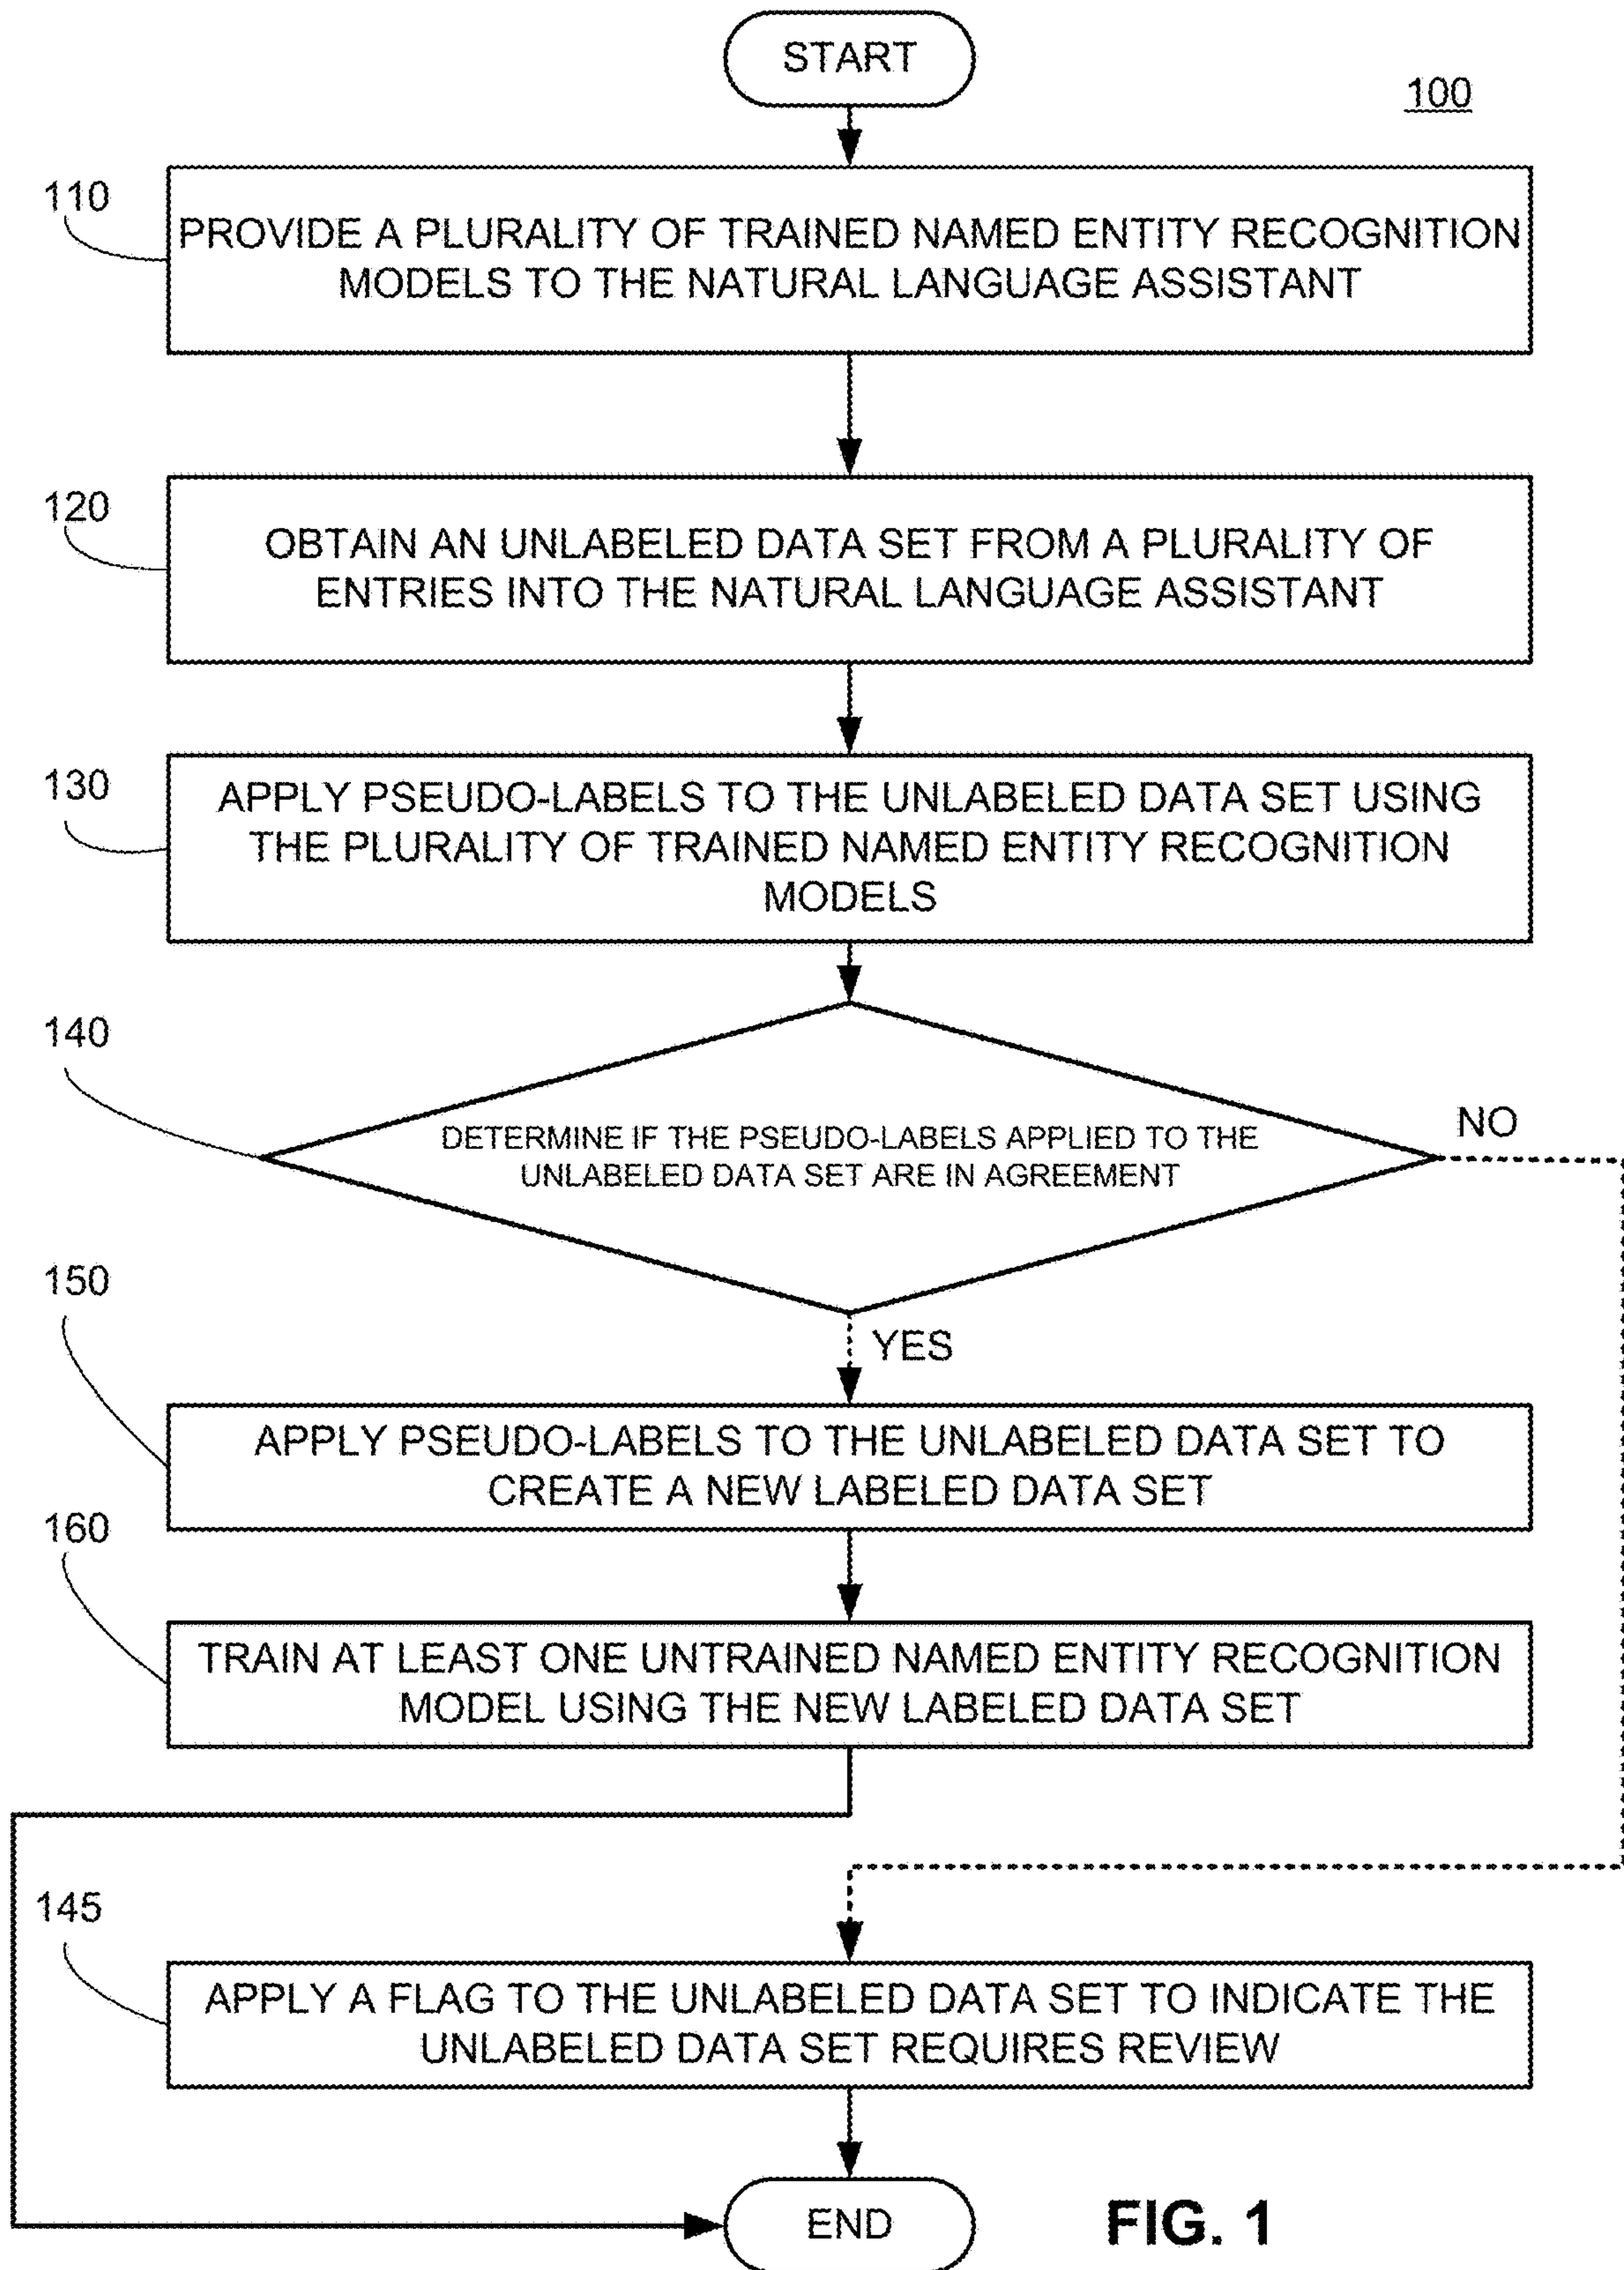 START
100
110
PROVIDE A PLURALITY OF TRAINED NAMED ENTITY RECOGNITION
MODELS TO THE NATURAL LANGUAGE ASSISTANT
120
OBTAIN AN UNLABELED DATA SET FROM A PLURALITY OF
ENTRIES INTO THE NATURAL LANGUAGE ASSISTANT
130
APPLY PSEUDO-LABELS TO THE UNLABELED DATA SET USING
THE PLURALITY OF TRAINED NAMED ENTITY RECOGNITION
MODELS
140
DETERMINE IF THE PSEUDO-LABELS APPLIED TO THE
UNLABELED DATA SET ARE IN AGREEMENT
NO
YES
150
APPLY PSEUDO-LABELS TO THE UNLABELED DATA SET TO
CREATE A NEW LABELED DATA SET
160
TRAIN AT LEAST ONE UNTRAINED NAMED ENTITY RECOGNITION
MODEL USING THE NEW LABELED DATA SET
145
APPLY A FLAG TO THE UNLABELED DATA SET TO INDICATE THE
UNLABELED DATA SET REQUIRES REVIEW
END
FIG. 1